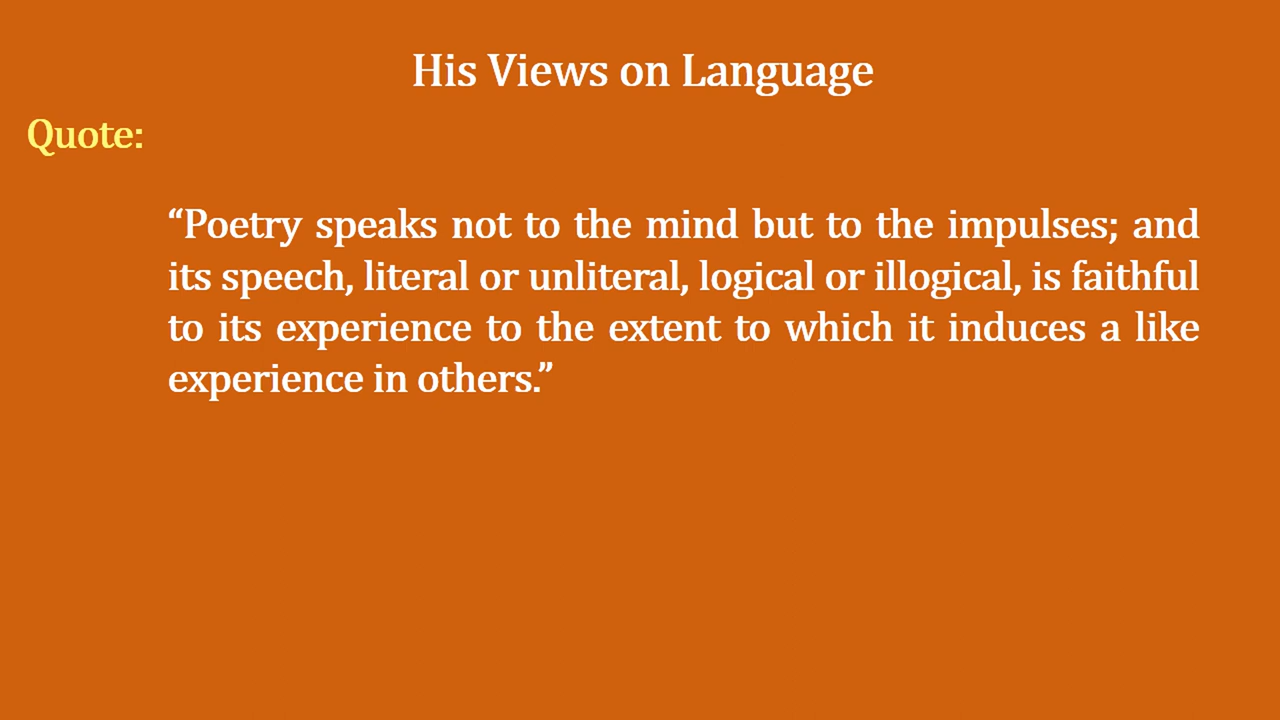 His Views on Language
Quote:
“Poetry speaks not to the mind but to the impulses; and
its speech, literal or unliteral, logical or illogical, is faithful
to its experience to the extent to which it induces a like
experience in others.”